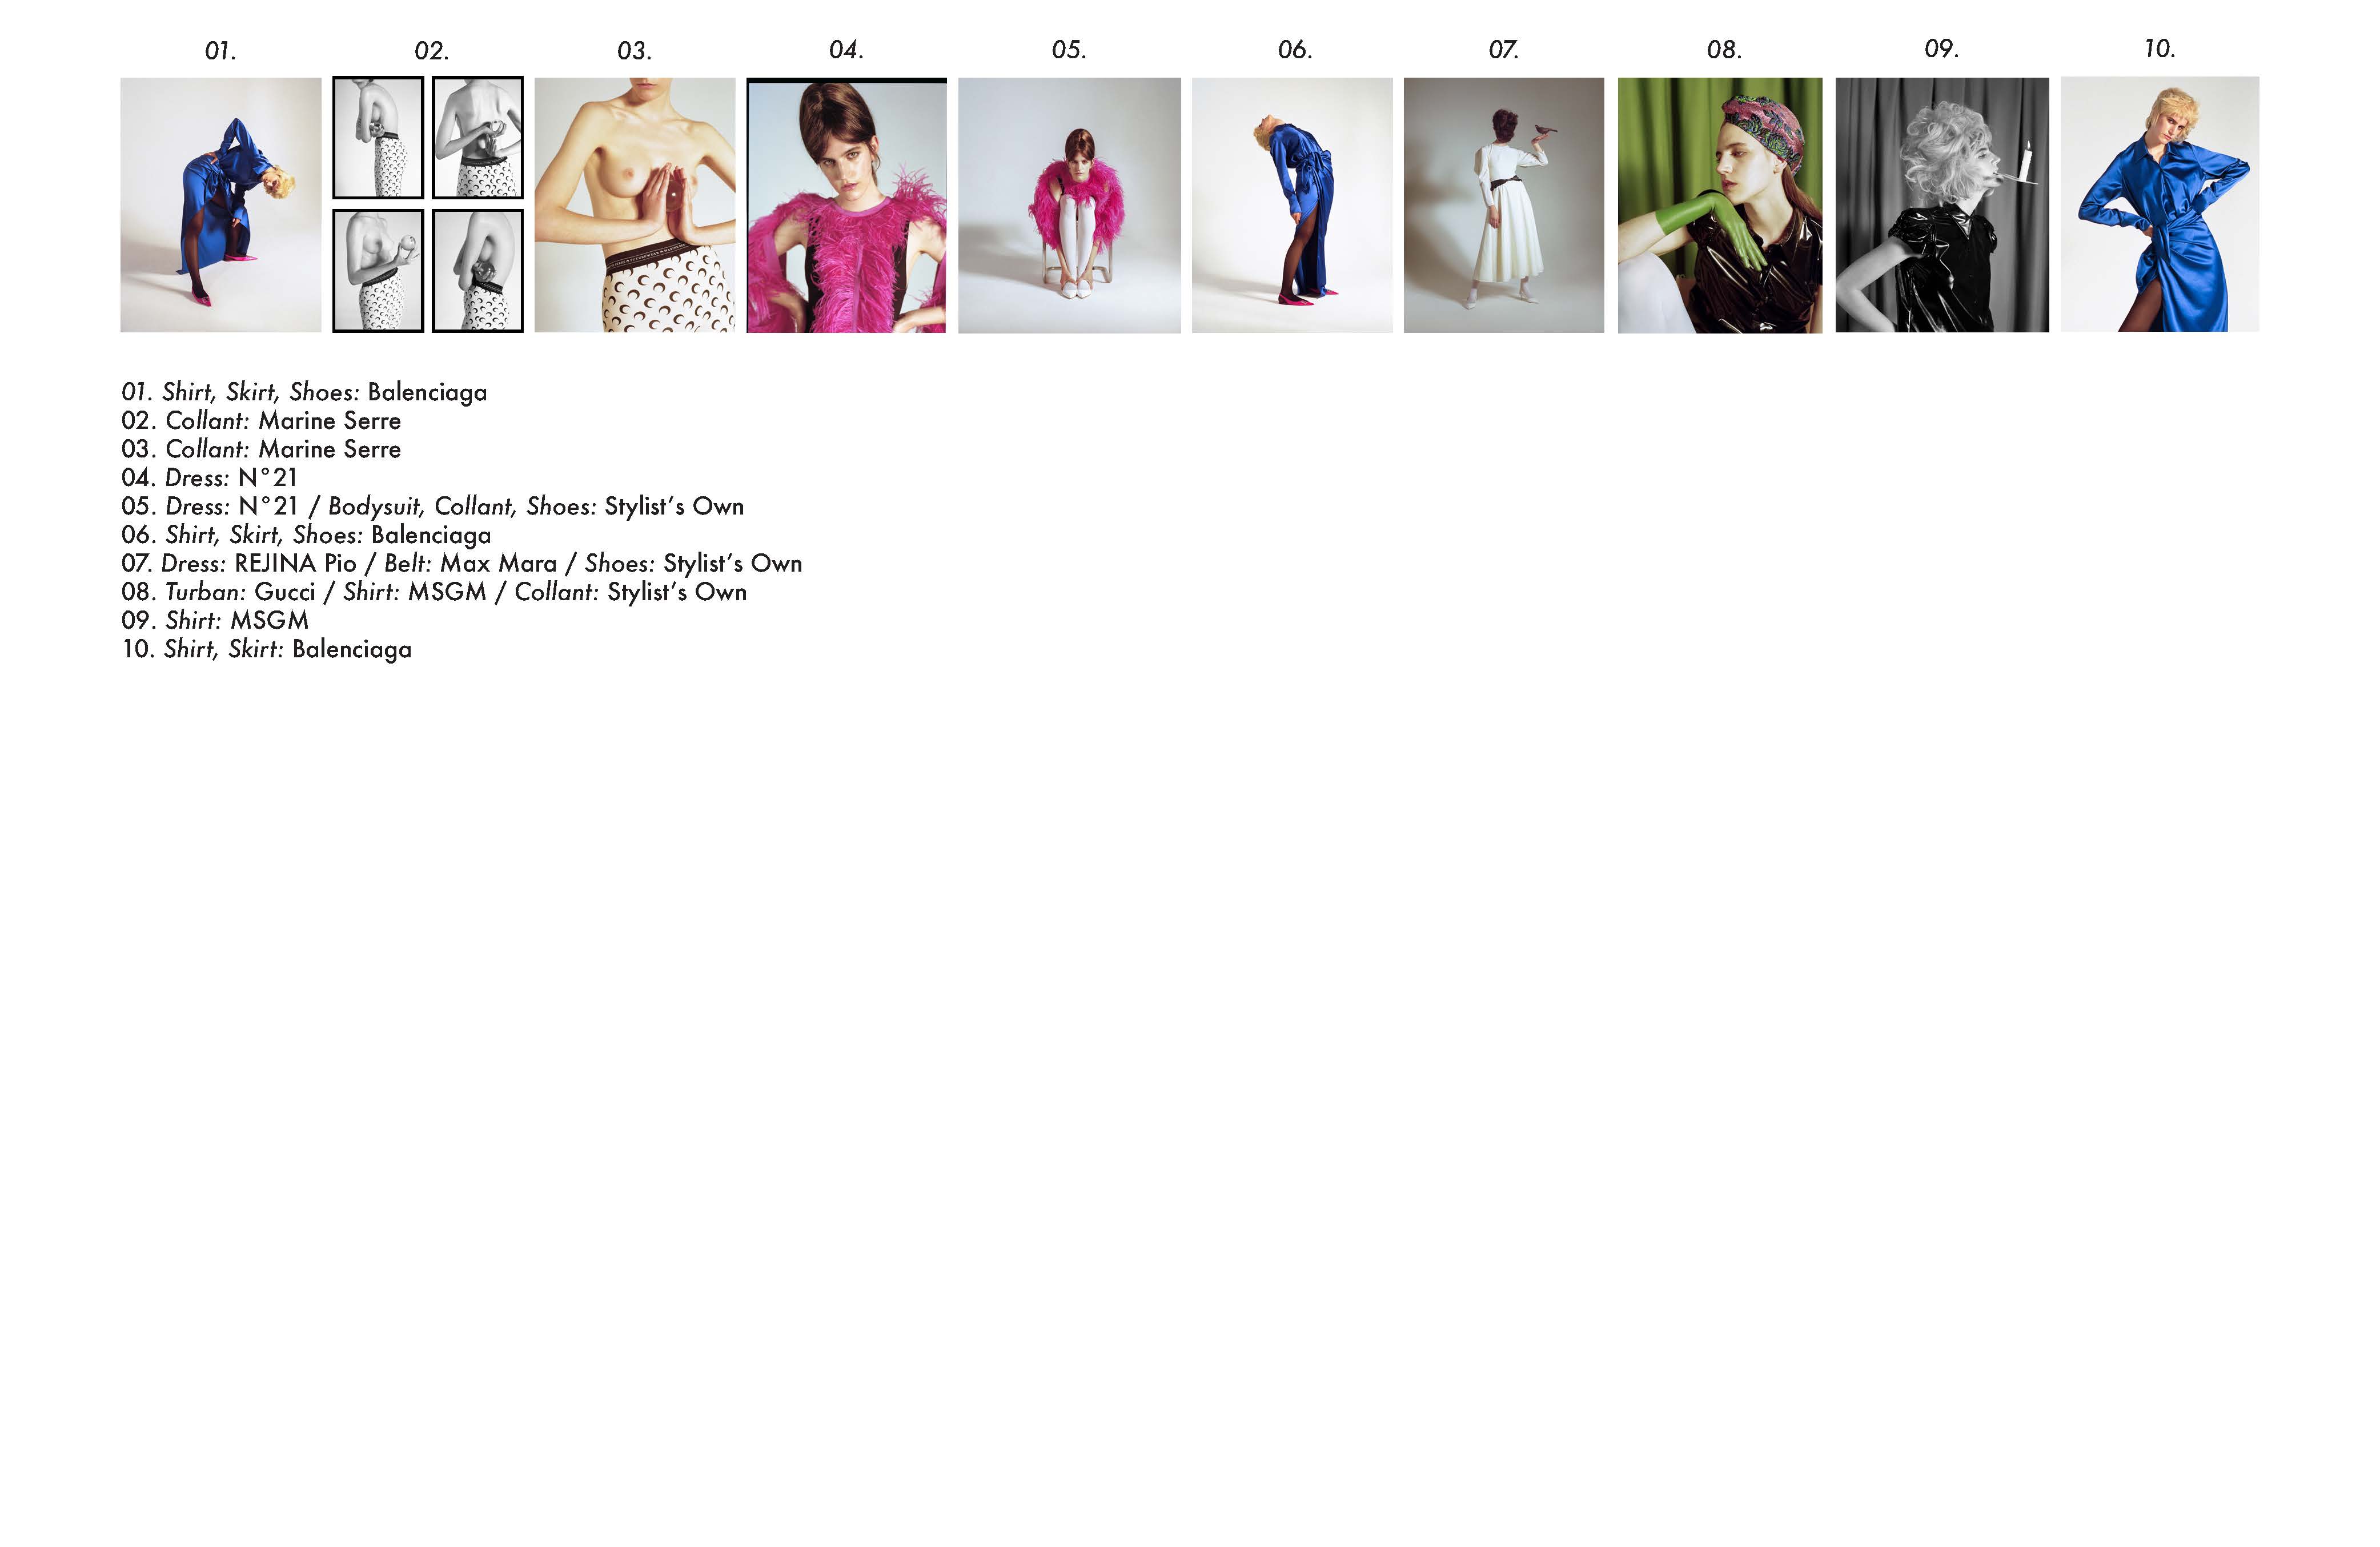 01.
02.
03.
04.
05.
06.
07.
08.
09.
10.
01. Shirt, Skirt, Shoes: Balenciaga
02. Collant: Marine Serre
03. Collant: Marine Serre
04. Dress: N°21
05. Dress: N°21 / Bodysuit, Collant, Shoes: Stylist's Own
06. Shirt, Skirt, Shoes: Balenciaga
07. Dress: REJINA Pio / Belt: Max Mara / Shoes: Stylist's Own
08. Turban: Gucci / Shirt: MSGM / Collant: Stylist's Own
09. Shirt: MSGM
10. Shirt, Skirt: Balenciaga